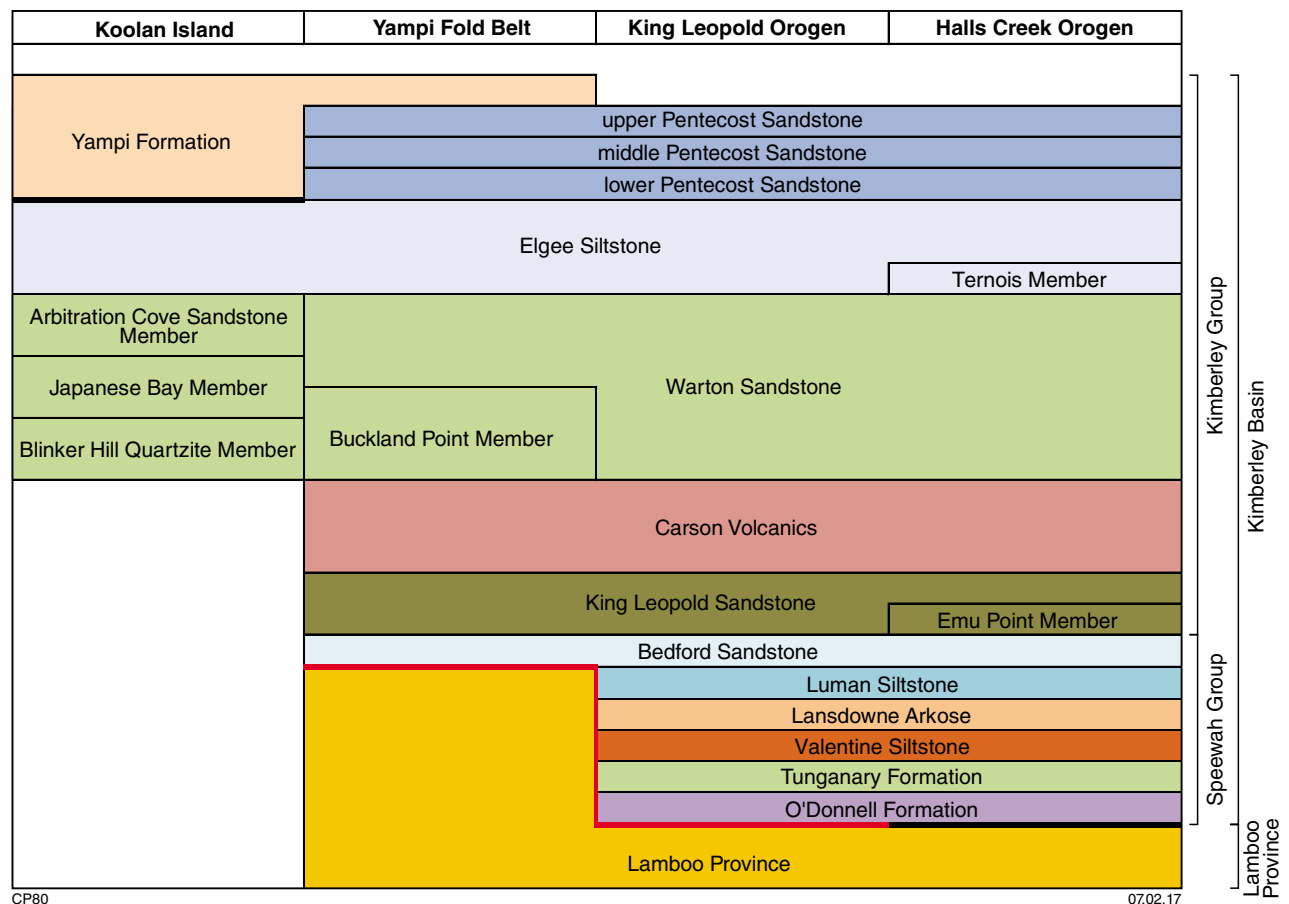 Koolan Island
Yampi Fold Belt
King Leopold Orogen
Halls Creek Orogen
Yampi Formation
upper Pentecost Sandstone
middle Pentecost Sandstone
lower Pentecost Sandstone
Elgee Siltstone
Ternois Member
Arbitration Cove Sandstone
Member
Japanese Bay Member
Blinker Hill Quartzite Member
Buckland Point Member
Warton Sandstone
Carson Volcanics
King Leopold Sandstone
Emu Point Member
Bedford Sandstone
Luman Siltstone
Lansdowne Arkose
Valentine Siltstone
Tunganary Formation
O'Donnell Formation
Lamboo Province
Kimberley Group
Speewah Group
Kimberley Basin
Lamboo
Province
CP80
07.02.17